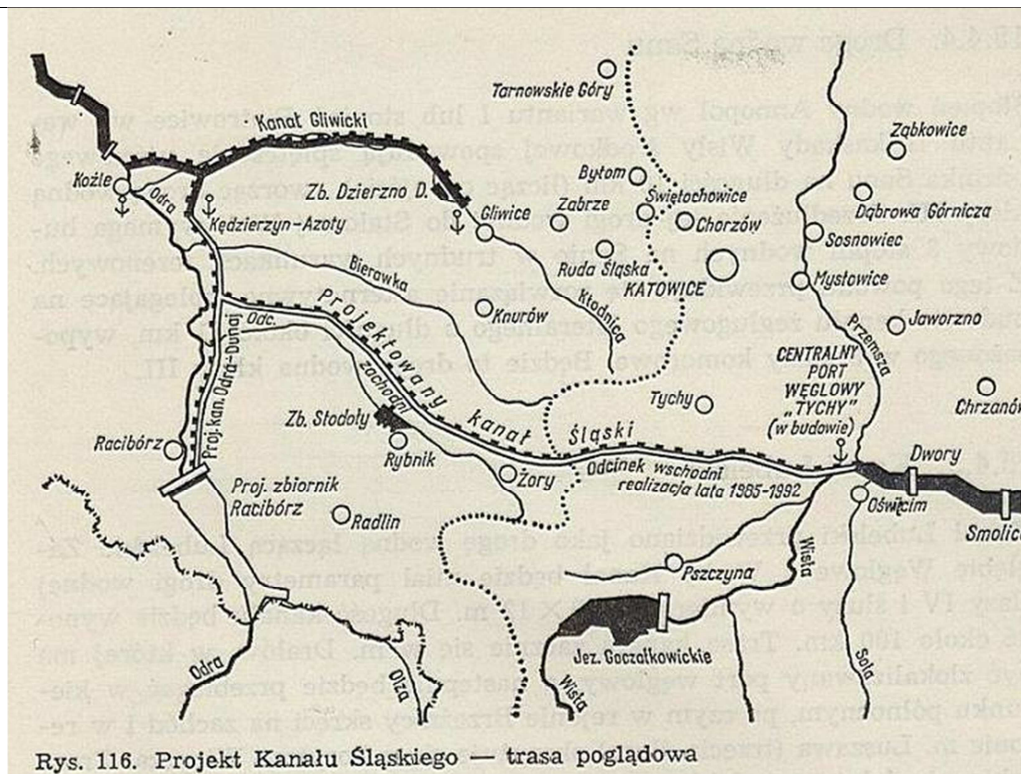 Tarnowskie Góry
Ząbkowice
Kanał Gliwicki
Koźle
Odra
Zb. Dzierżno D.
Bytom
Świętochowice
Dąbrowa Górnicza
Kędzierzyn-Azoty
Gliwice
Zabrze
Chorzów
Sosnowiec
Ruda Śląska
KATOWICE
Mysłowice
Bierawka
Kłodnica
Knurów
Przemsza
Jaworzno
Odc.
zachodni
Projektowany
kanał
Śląski
Proj. kan. Odra-Dunaj
CENTRALNY
PORT
WĘGLOWY
"TYCHY"
(w budowie)
Tychy
Chrzanów
Zb. Stodoły
Racibórz
Rybnik
Żory
Odcinek wschodni
realizacja lata 1985-1992
Dwory
Oświęcim
Smolice
Proj. zbiornik
Racibórz
Radlin
Pszczyna
Wisła
Jez. Goczałkowickie
Odra
Olza
Wisła
Soła
Rys. 116. Projekt Kanału Śląskiego — trasa poglądowa